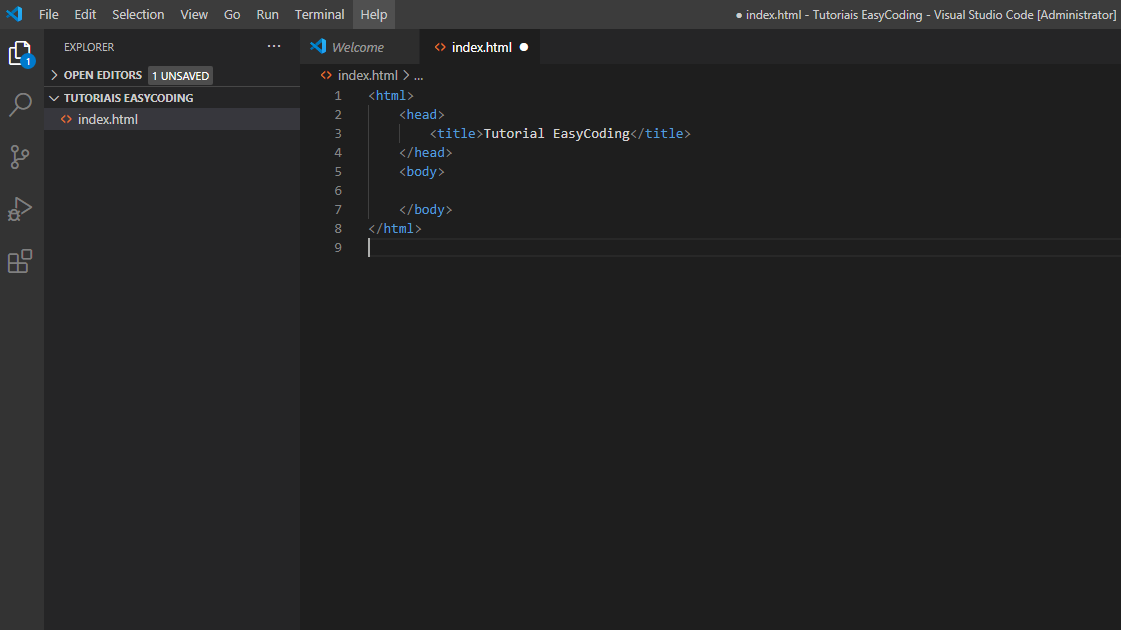 File Edit Selection View Go Run Terminal Help ● index.html - Tutoriais EasyCoding - Visual Studio Code [Administrator]
EXPLORER ... Welcome <> index.html ●
1
> OPEN EDITORS 1 UNSAVED
<> index.html > ...
TUTORIAIS EASYCODING
<> index.html
1 <html>
2 <head>
3 <title>Tutorial EasyCoding</title>
4 </head>
5 <body>
6
7 </body>
8 </html>
9